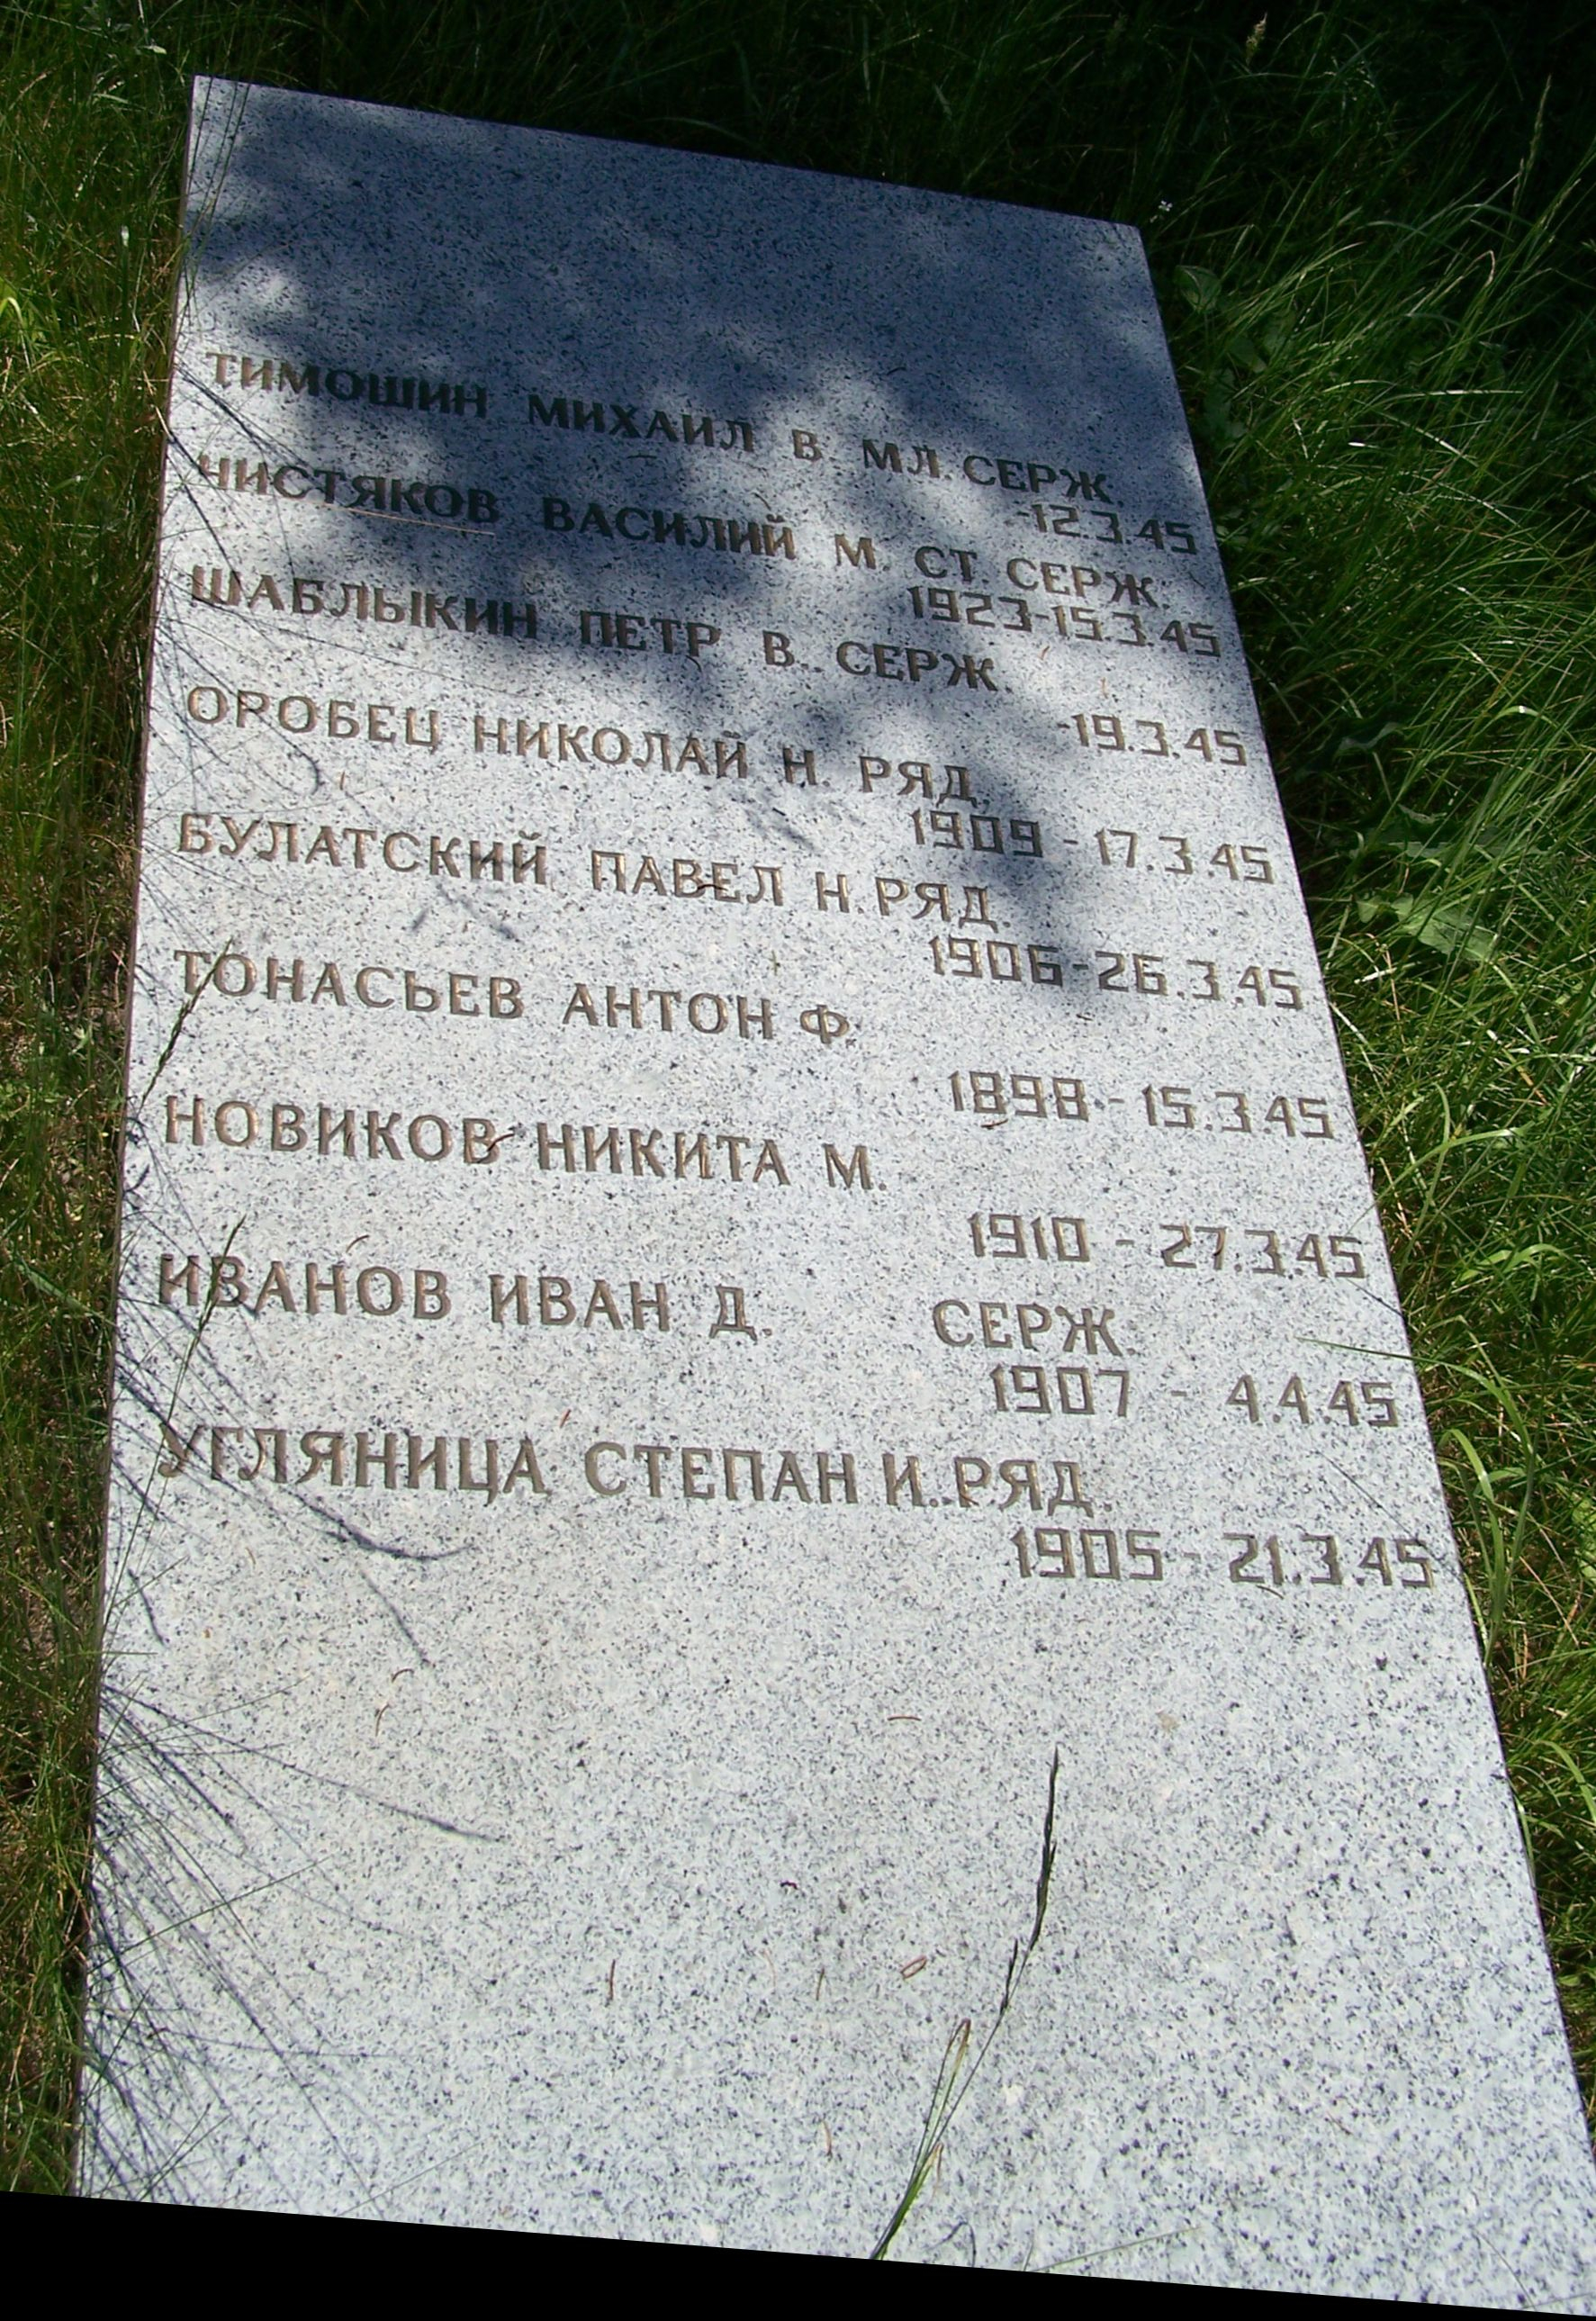 ТИМОШИН МИХАИЛ В. МЛ. СЕРЖ.
-12.3.45
ЧИСТЯКОВ ВАСИЛИЙ М. СТ. СЕРЖ.
1923-15.3.45
ШАБЛЫКИН ПЕТР В. СЕРЖ.
-19.3.45
ОРОБЕЦ НИКОЛАЙ Н. РЯД.
1909 - 17.3.45
БУЛАТСКИЙ ПАВЕЛ Н. РЯД.
1906-26.3.45
ТОНАСЬЕВ АНТОН Ф.
1898 - 15.3.45
НОВИКОВ НИКИТА М.
1910 - 27.3.45
ИВАНОВ ИВАН Д. СЕРЖ.
1907 - 4.4.45
УГЛЯНИЦА СТЕПАН И. РЯД.
1905 - 21.3.45